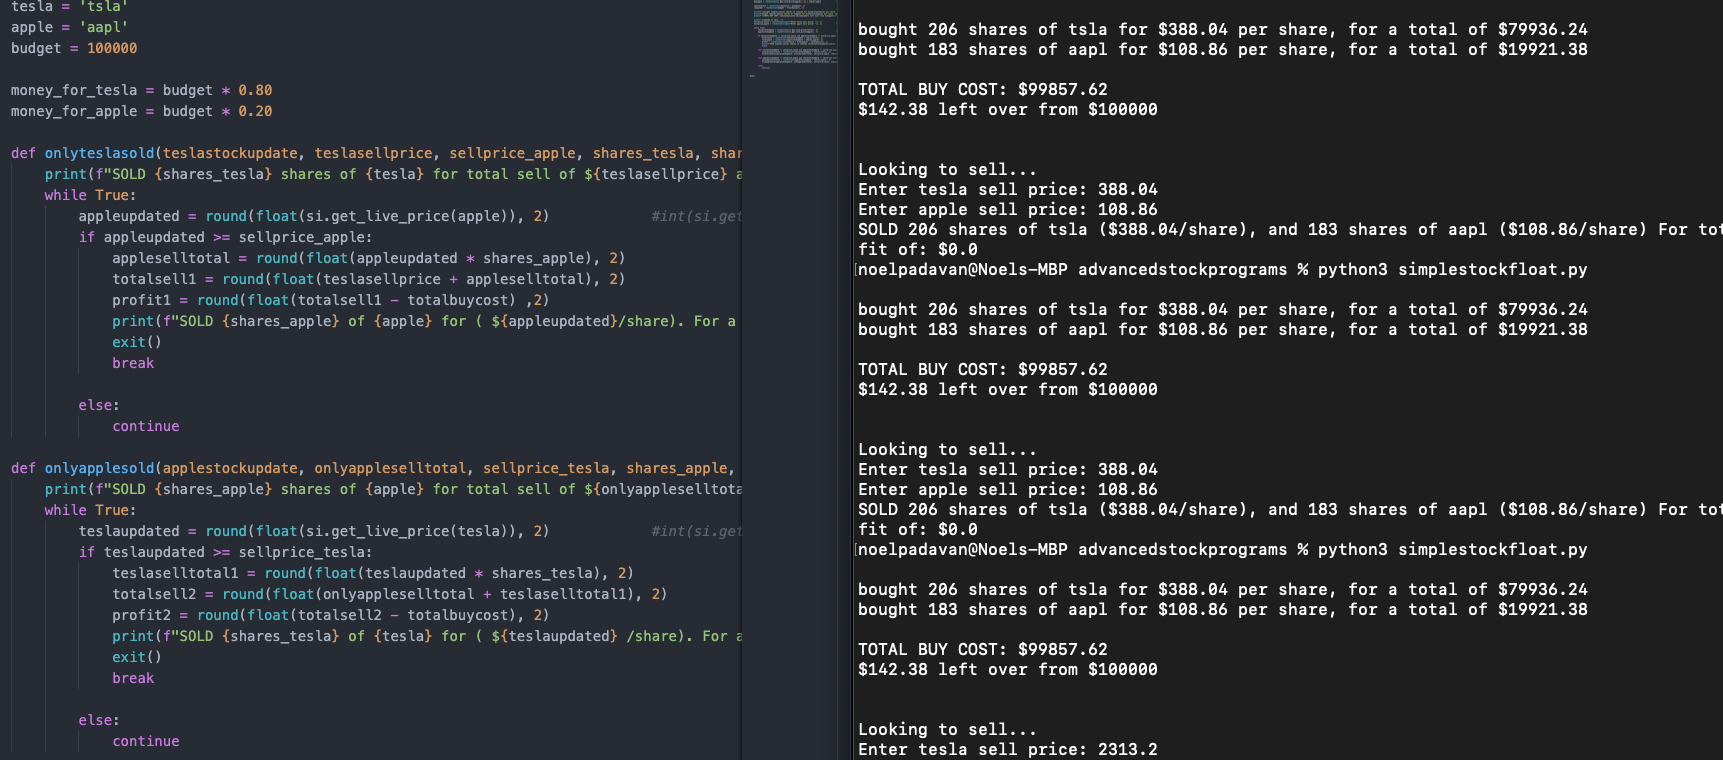 tesla = 'tsla'
apple = 'aapl'
budget = 100000
money_for_tesla = budget * 0.80
money_for_apple = budget * 0.20
def onlyteslasold(teslastockupdate, teslasellprice, sellprice_apple, shares_tesla, shar
print(f"SOLD {shares_tesla} shares of {tesla} for total sell of ${teslasellprice} a
while True:
appleupdated = round(float(si.get_live_price(apple)), 2) #int(si.get
if appleupdated >= sellprice_apple:
appleselltotal = round(float(appleupdated * shares_apple), 2)
totalsell1 = round(float(teslasellprice + appleselltotal), 2)
profit1 = round(float(totalsell1 - totalbuycost) ,2)
print(f"SOLD {shares_apple} of {apple} for ( ${appleupdated}/share). For a
exit()
break
else:
continue
def onlyapplesold(applestockupdate, onlyappleselltotal, sellprice_tesla, shares_apple,
print(f"SOLD {shares_apple} shares of {apple} for total sell of ${onlyappleselltota
while True:
teslaupdated = round(float(si.get_live_price(tesla)), 2) #int(si.get
if teslaupdated >= sellprice_tesla:
teslaselltotal1 = round(float(teslaupdated * shares_tesla), 2)
totalsell2 = round(float(onlyappleselltotal + teslaselltotal1), 2)
profit2 = round(float(totalsell2 - totalbuycost), 2)
print(f"SOLD {shares_tesla} of {tesla} for ( ${teslaupdated} /share). For a
exit()
break
else:
continue
bought 206 shares of tsla for $388.04 per share, for a total of $79936.24
bought 183 shares of aapl for $108.86 per share, for a total of $19921.38
TOTAL BUY COST: $99857.62
$142.38 left over from $100000
Looking to sell...
Enter tesla sell price: 388.04
Enter apple sell price: 108.86
SOLD 206 shares of tsla ($388.04/share), and 183 shares of aapl ($108.86/share) For tot
fit of: $0.0
[noelpadavan@Noels-MBP advancedstockprograms % python3 simplestockfloat.py
bought 206 shares of tsla for $388.04 per share, for a total of $79936.24
bought 183 shares of aapl for $108.86 per share, for a total of $19921.38
TOTAL BUY COST: $99857.62
$142.38 left over from $100000
Looking to sell...
Enter tesla sell price: 388.04
Enter apple sell price: 108.86
SOLD 206 shares of tsla ($388.04/share), and 183 shares of aapl ($108.86/share) For tot
fit of: $0.0
[noelpadavan@Noels-MBP advancedstockprograms % python3 simplestockfloat.py
bought 206 shares of tsla for $388.04 per share, for a total of $79936.24
bought 183 shares of aapl for $108.86 per share, for a total of $19921.38
TOTAL BUY COST: $99857.62
$142.38 left over from $100000
Looking to sell...
Enter tesla sell price: 2313.2